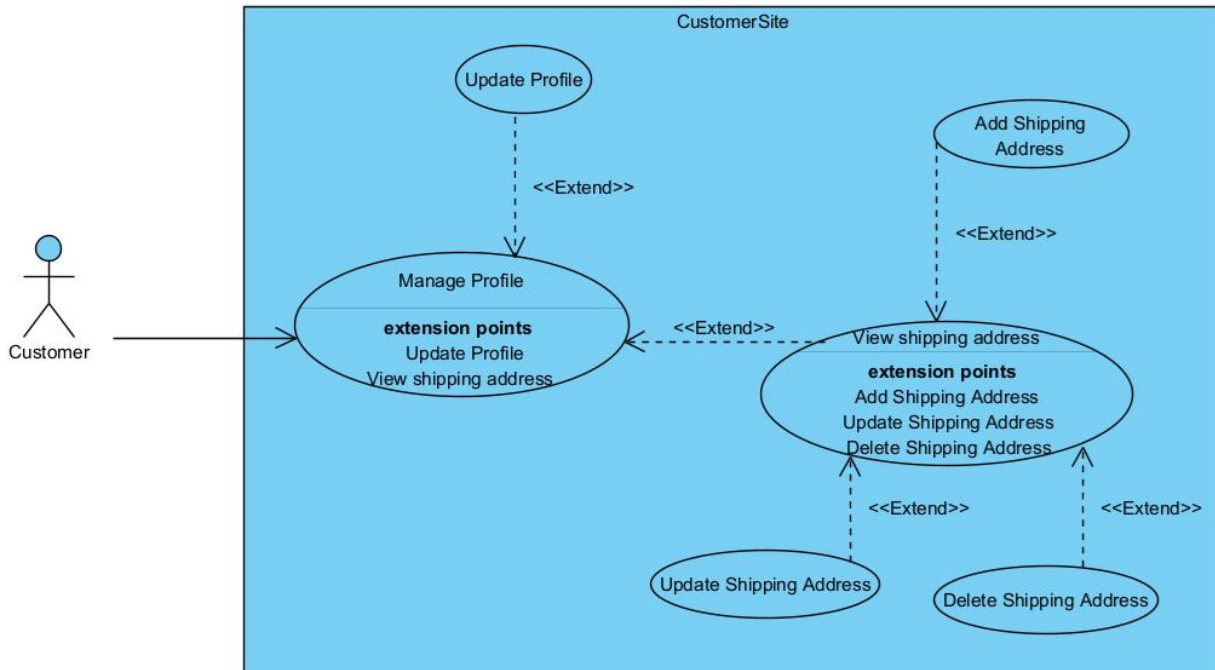 CustomerSite
Update Profile
Add Shipping
Address
<<Extend>>
<<Extend>>
Manage Profile
extension points
Update Profile
View shipping address
Customer
<<Extend>>
View shipping address
extension points
Add Shipping Address
Update Shipping Address
Delete Shipping Address
<<Extend>>
<<Extend>>
Update Shipping Address
Delete Shipping Address